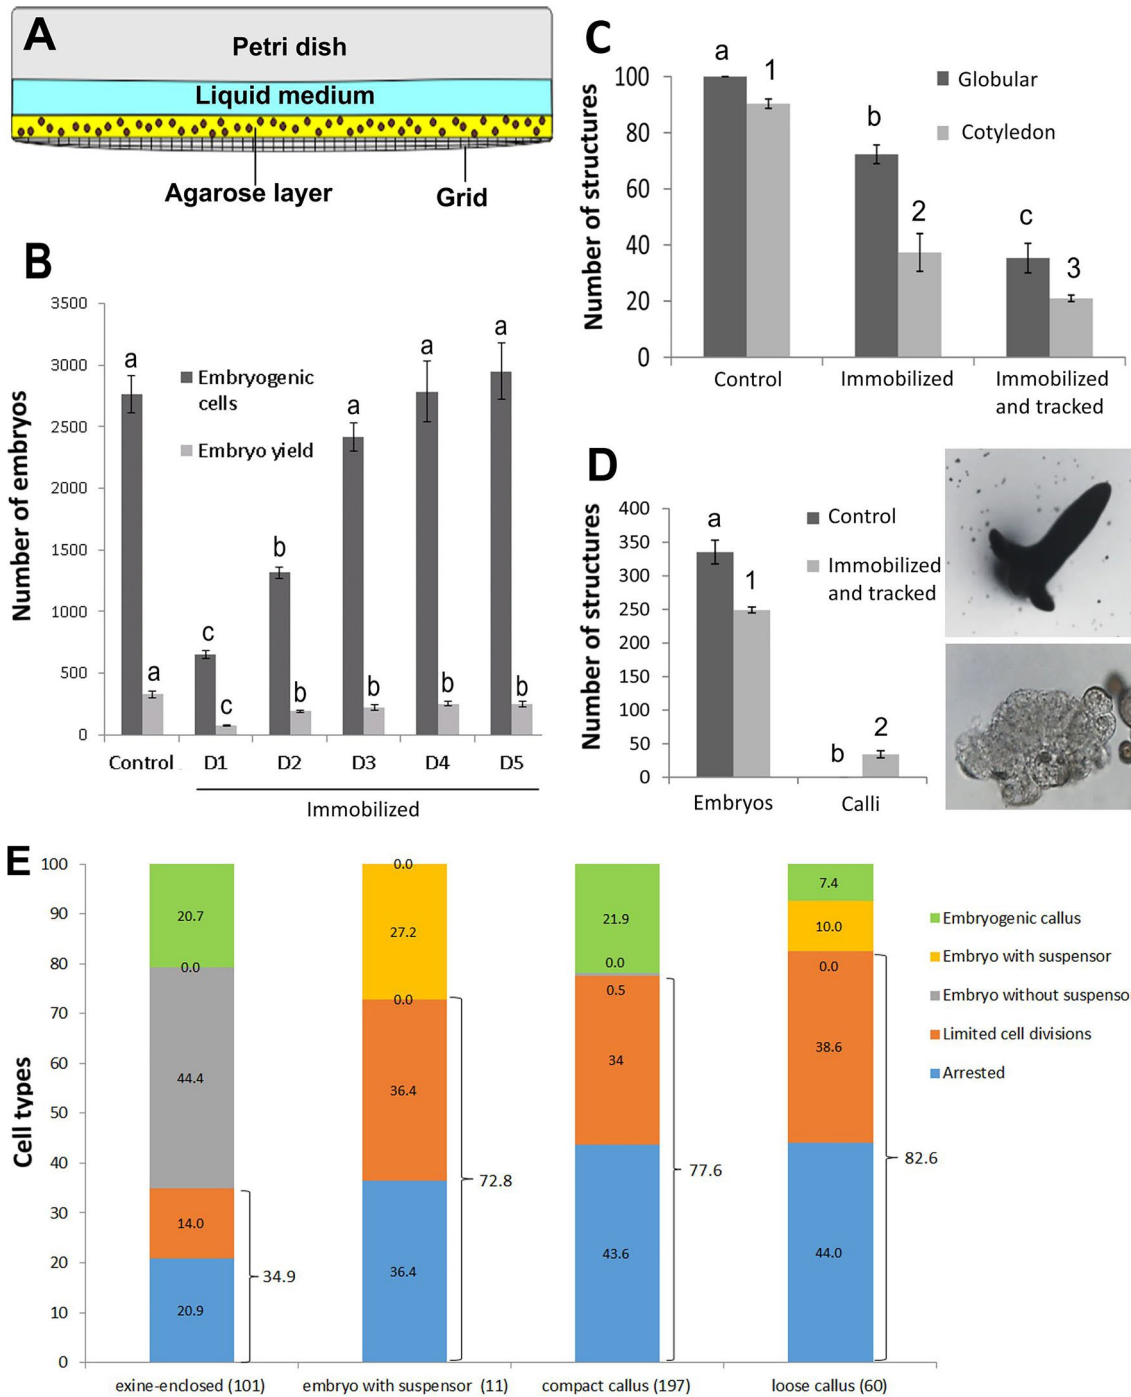 A
Petri dish
Liquid medium
Agarose layer
Grid
B
Number of embryos
3500
3000
2500
2000
1500
1000
500
0
Embryogenic
cells
Embryo yield
a
a
c
c
b
b
a
b
a
b
a
b
Control
D1
D2
D3
D4
D5
Immobilized
C
Number of structures
100
80
60
40
20
0
Globular
Cotyledon
a
1
b
2
c
3
Control
Immobilized
Immobilized
and tracked
D
Number of structures
400
350
300
250
200
150
100
50
0
Control
Immobilized
and tracked
a
1
b
2
Embryos
Calli
E
Cell types
100
90
80
70
60
50
40
30
20
10
0
20.7
0.0
44.4
14.0
20.9
34.9
0.0
27.2
0.0
36.4
36.4
72.8
21.9
0.0
0.5
34
43.6
77.6
7.4
10.0
0.0
38.6
44.0
82.6
Embryogenic callus
Embryo with suspensor
Embryo without suspensor
Limited cell divisions
Arrested
exine-enclosed (101)
embryo with suspensor (11)
compact callus (197)
loose callus (60)